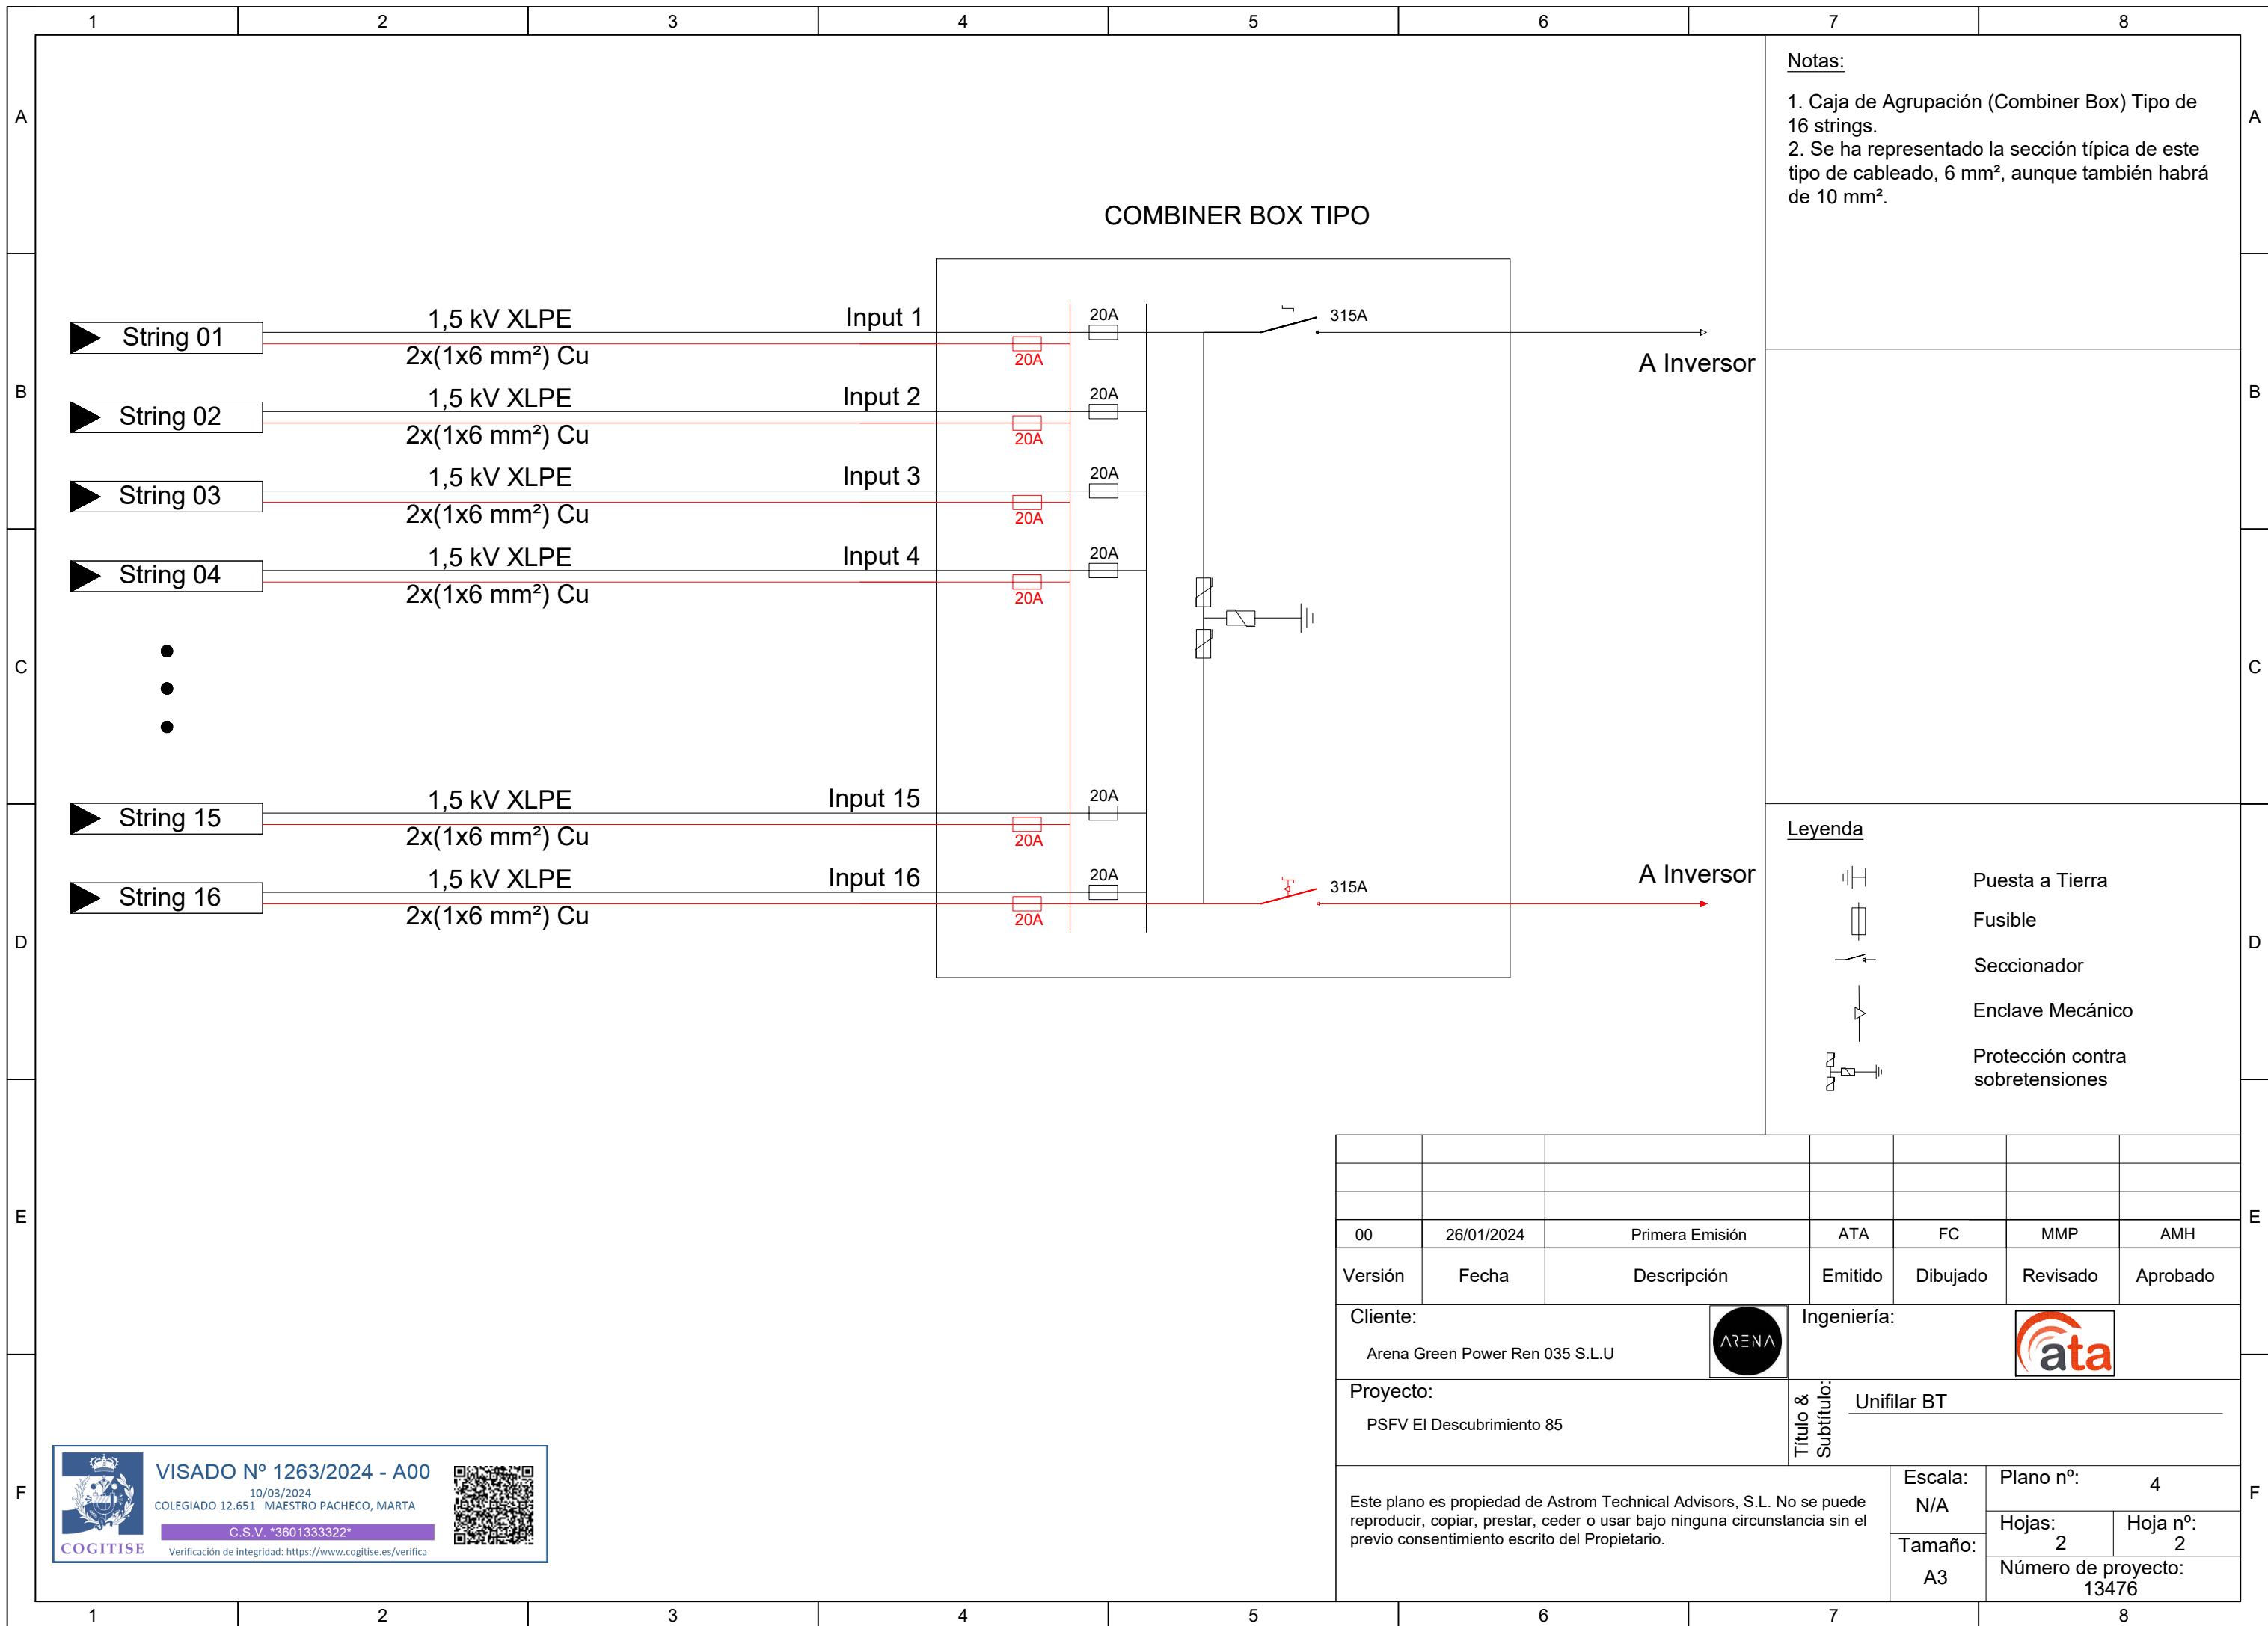 1 2 3 4 5 6 7 8
A A
B B
C C
D D
E E
F F
Notas:
1. Caja de Agrupación (Combiner Box) Tipo de
16 strings.
2. Se ha representado la sección típica de este
tipo de cableado, 6 mm², aunque también habrá
de 10 mm².
COMBINER BOX TIPO
String 01
1,5 kV XLPE
2x(1x6 mm²) Cu
Input 1
20A
20A
315A
A Inversor
String 02
1,5 kV XLPE
2x(1x6 mm²) Cu
Input 2
20A
20A
String 03
1,5 kV XLPE
2x(1x6 mm²) Cu
Input 3
20A
20A
String 04
1,5 kV XLPE
2x(1x6 mm²) Cu
Input 4
20A
20A
String 15
1,5 kV XLPE
2x(1x6 mm²) Cu
Input 15
20A
20A
String 16
1,5 kV XLPE
2x(1x6 mm²) Cu
Input 16
20A
20A
315A
A Inversor
Leyenda
Puesta a Tierra
Fusible
Seccionador
Enclave Mecánico
Protección contra
sobretensiones
00 26/01/2024 Primera Emisión ATA FC MMP AMH
Versión Fecha Descripción Emitido Dibujado Revisado Aprobado
Cliente:
Arena Green Power Ren 035 S.L.U
ARENA
Ingeniería:
ata
Proyecto:
PSFV El Descubrimiento 85
Título &
Subtítulo:
Unifilar BT
Este plano es propiedad de Astrom Technical Advisors, S.L. No se puede
reproducir, copiar, prestar, ceder o usar bajo ninguna circunstancia sin el
previo consentimiento escrito del Propietario.
Escala:
N/A
Tamaño:
A3
Plano nº:
4
Hojas:
2
Hoja nº:
2
Número de proyecto:
13476
COGITISE
VISADO Nº 1263/2024 - A00
10/03/2024
COLEGIADO 12.651 MAESTRO PACHECO, MARTA
C.S.V. *3601333322*
Verificación de integridad: https://www.cogitise.es/verifica
1 2 3 4 5 6 7 8